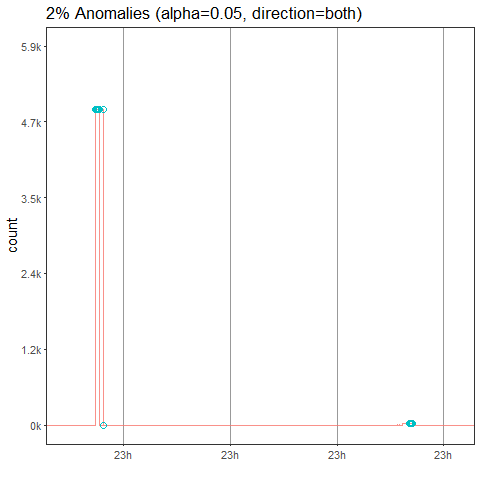 2% Anomalies (alpha=0.05, direction=both)
5.9k
4.7k
3.5k
2.4k
1.2k
0k
count
23h 23h 23h 23h